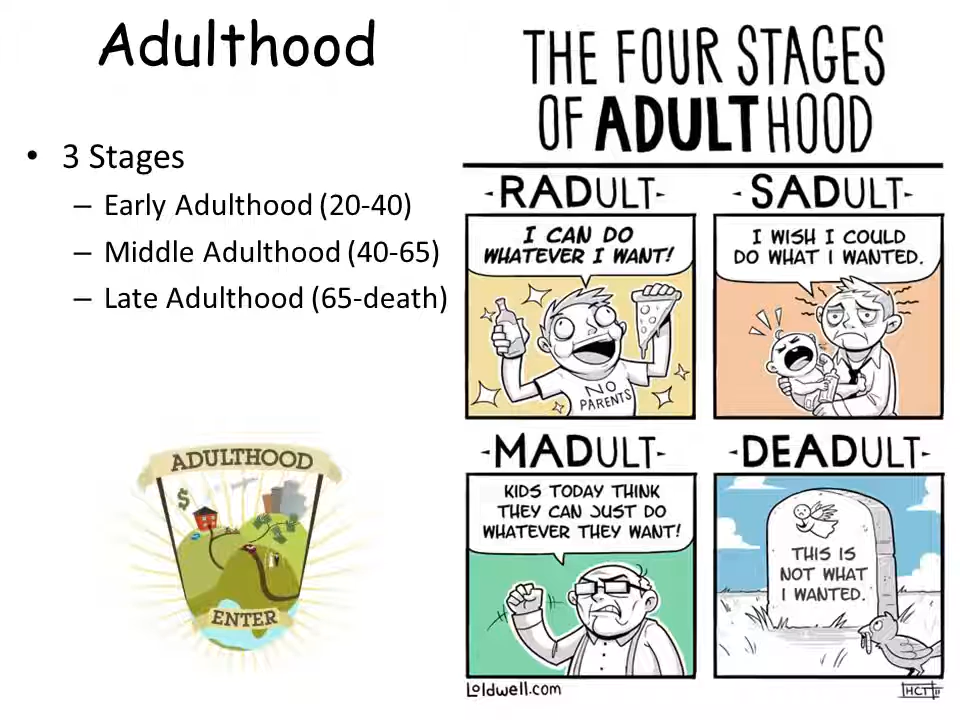 Adulthood
• 3 Stages
– Early Adulthood (20-40)
– Middle Adulthood (40-65)
– Late Adulthood (65-death)
ADULTHOOD
$
ENTER
THE FOUR STAGES
OF ADULTHOOD
-RADULT-
I CAN DO
WHATEVER I WANT!
NO
PARENTS
-SADULT-
I WISH I COULD
DO WHAT I WANTED.
-MADULT-
KIDS TODAY THINK
THEY CAN JUST DO
WHATEVER THEY WANT!
-DEADULT-
THIS IS
NOT WHAT
I WANTED.
Loldwell.com
HCT